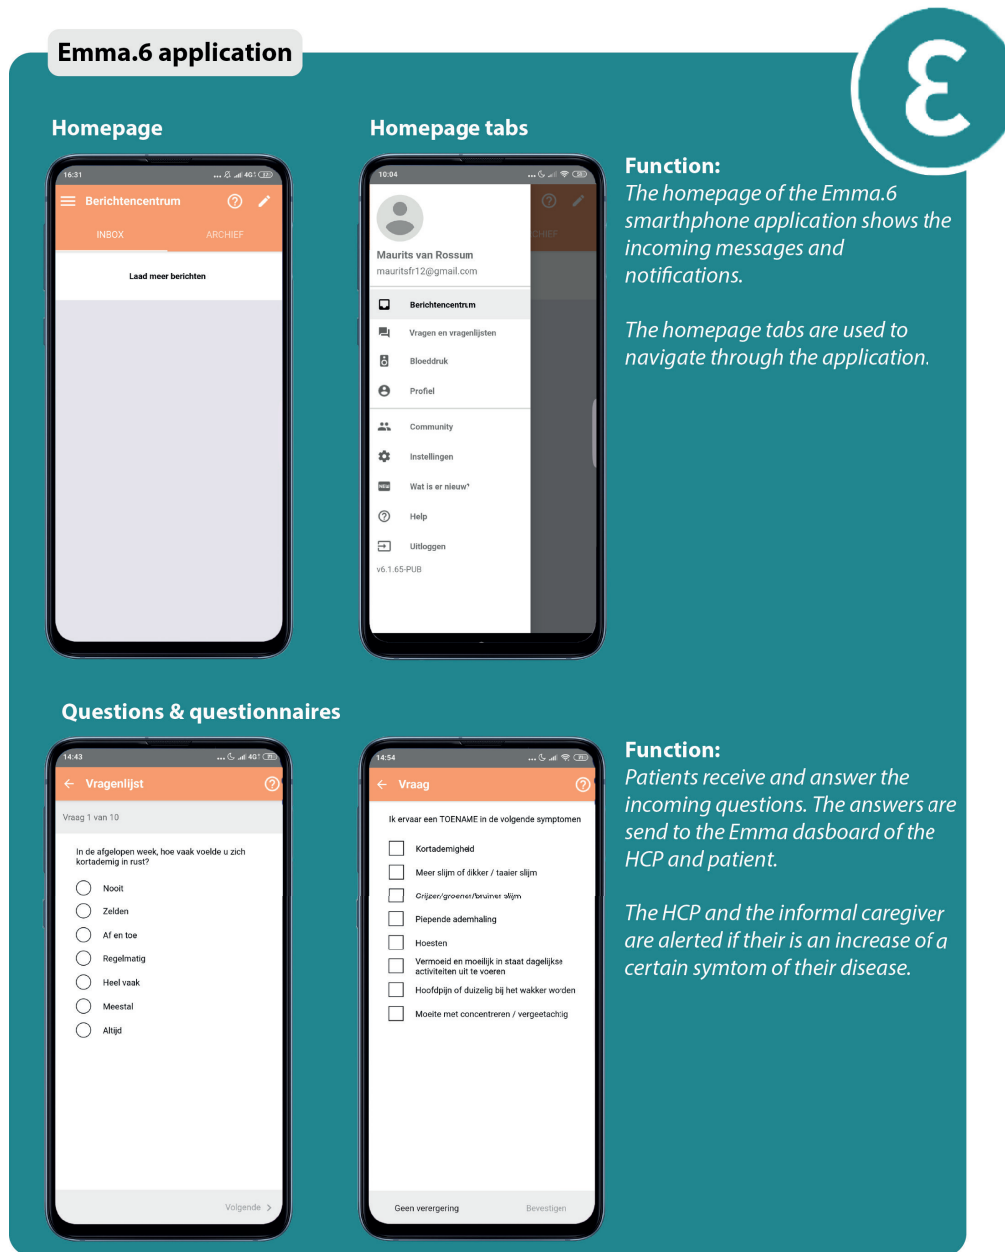 Emma.6 application
ε
Homepage
Homepage tabs
16:31
... 4G⁺
Berichtencentrum
INBOX
ARCHIEF
Laad meer berichten
10:04
CHIEF
Maurits van Rossum
mauritsfr12@gmail.com
Berichtencentrum
Vragen en vragenlijsten
Bloeddruk
Profiel
Community
Instellingen
NEW
Wat is er nieuw?
Help
Uitloggen
v6.1.65-PUB
Function:
The homepage of the Emma.6
smarthphone application shows the
incoming messages and
notifications.
The homepage tabs are used to
navigate through the application.
Questions & questionnaires
14:43
... 4G⁺
Vragenlijst
Vraag 1 van 10
In de afgelopen week, hoe vaak voelde u zich
kortademig in rust?
Nooit
Zelden
Af en toe
Regelmatig
Heel vaak
Meestal
Altijd
Volgende >
14:54
Vraag
Ik ervaar een TOENAME in de volgende symptomen
Kortademigheid
Meer slijm of dikker / taaier slijm
Grijzer/groener/bruiner slijm
Piepende ademhaling
Hoesten
Vermoeid en moeilijk in staat dagelijkse
activiteiten uit te voeren
Hoofdpijn of duizelig bij het wakker worden
Moeite met concentreren / vergeetachtig
Geen verergering
Bevestigen
Function:
Patients receive and answer the
incoming questions. The answers are
send to the Emma dasboard of the
HCP and patient.
The HCP and the informal caregiver
are alerted if their is an increase of a
certain symtom of their disease.